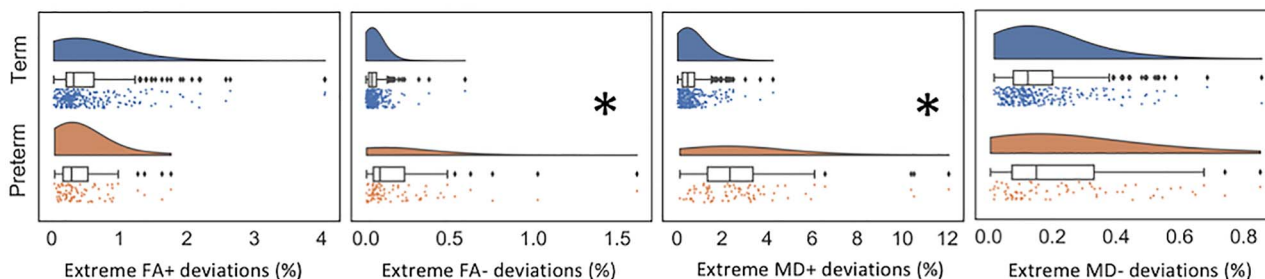 Term
Preterm
*
*
0 1 2 3 4
0.0 0.5 1.0 1.5
0 2 4 6 8 10 12
0.0 0.2 0.4 0.6 0.8
Extreme FA+ deviations (%)
Extreme FA- deviations (%)
Extreme MD+ deviations (%)
Extreme MD- deviations (%)